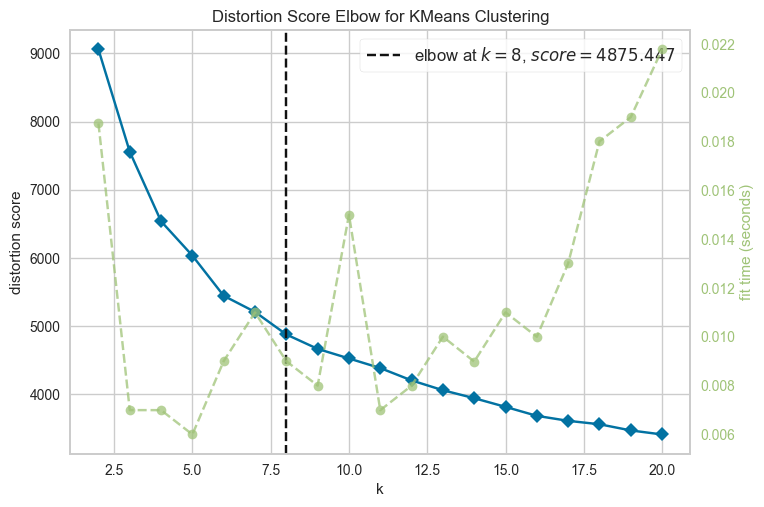 Distortion Score Elbow for KMeans Clustering
elbow at k = 8, score = 4875.447
9000
8000
7000
6000
5000
4000
distortion score
0.022
0.020
0.018
0.016
0.014
0.012
0.010
0.008
0.006
fit time (seconds)
2.5 5.0 7.5 10.0 12.5 15.0 17.5 20.0
k